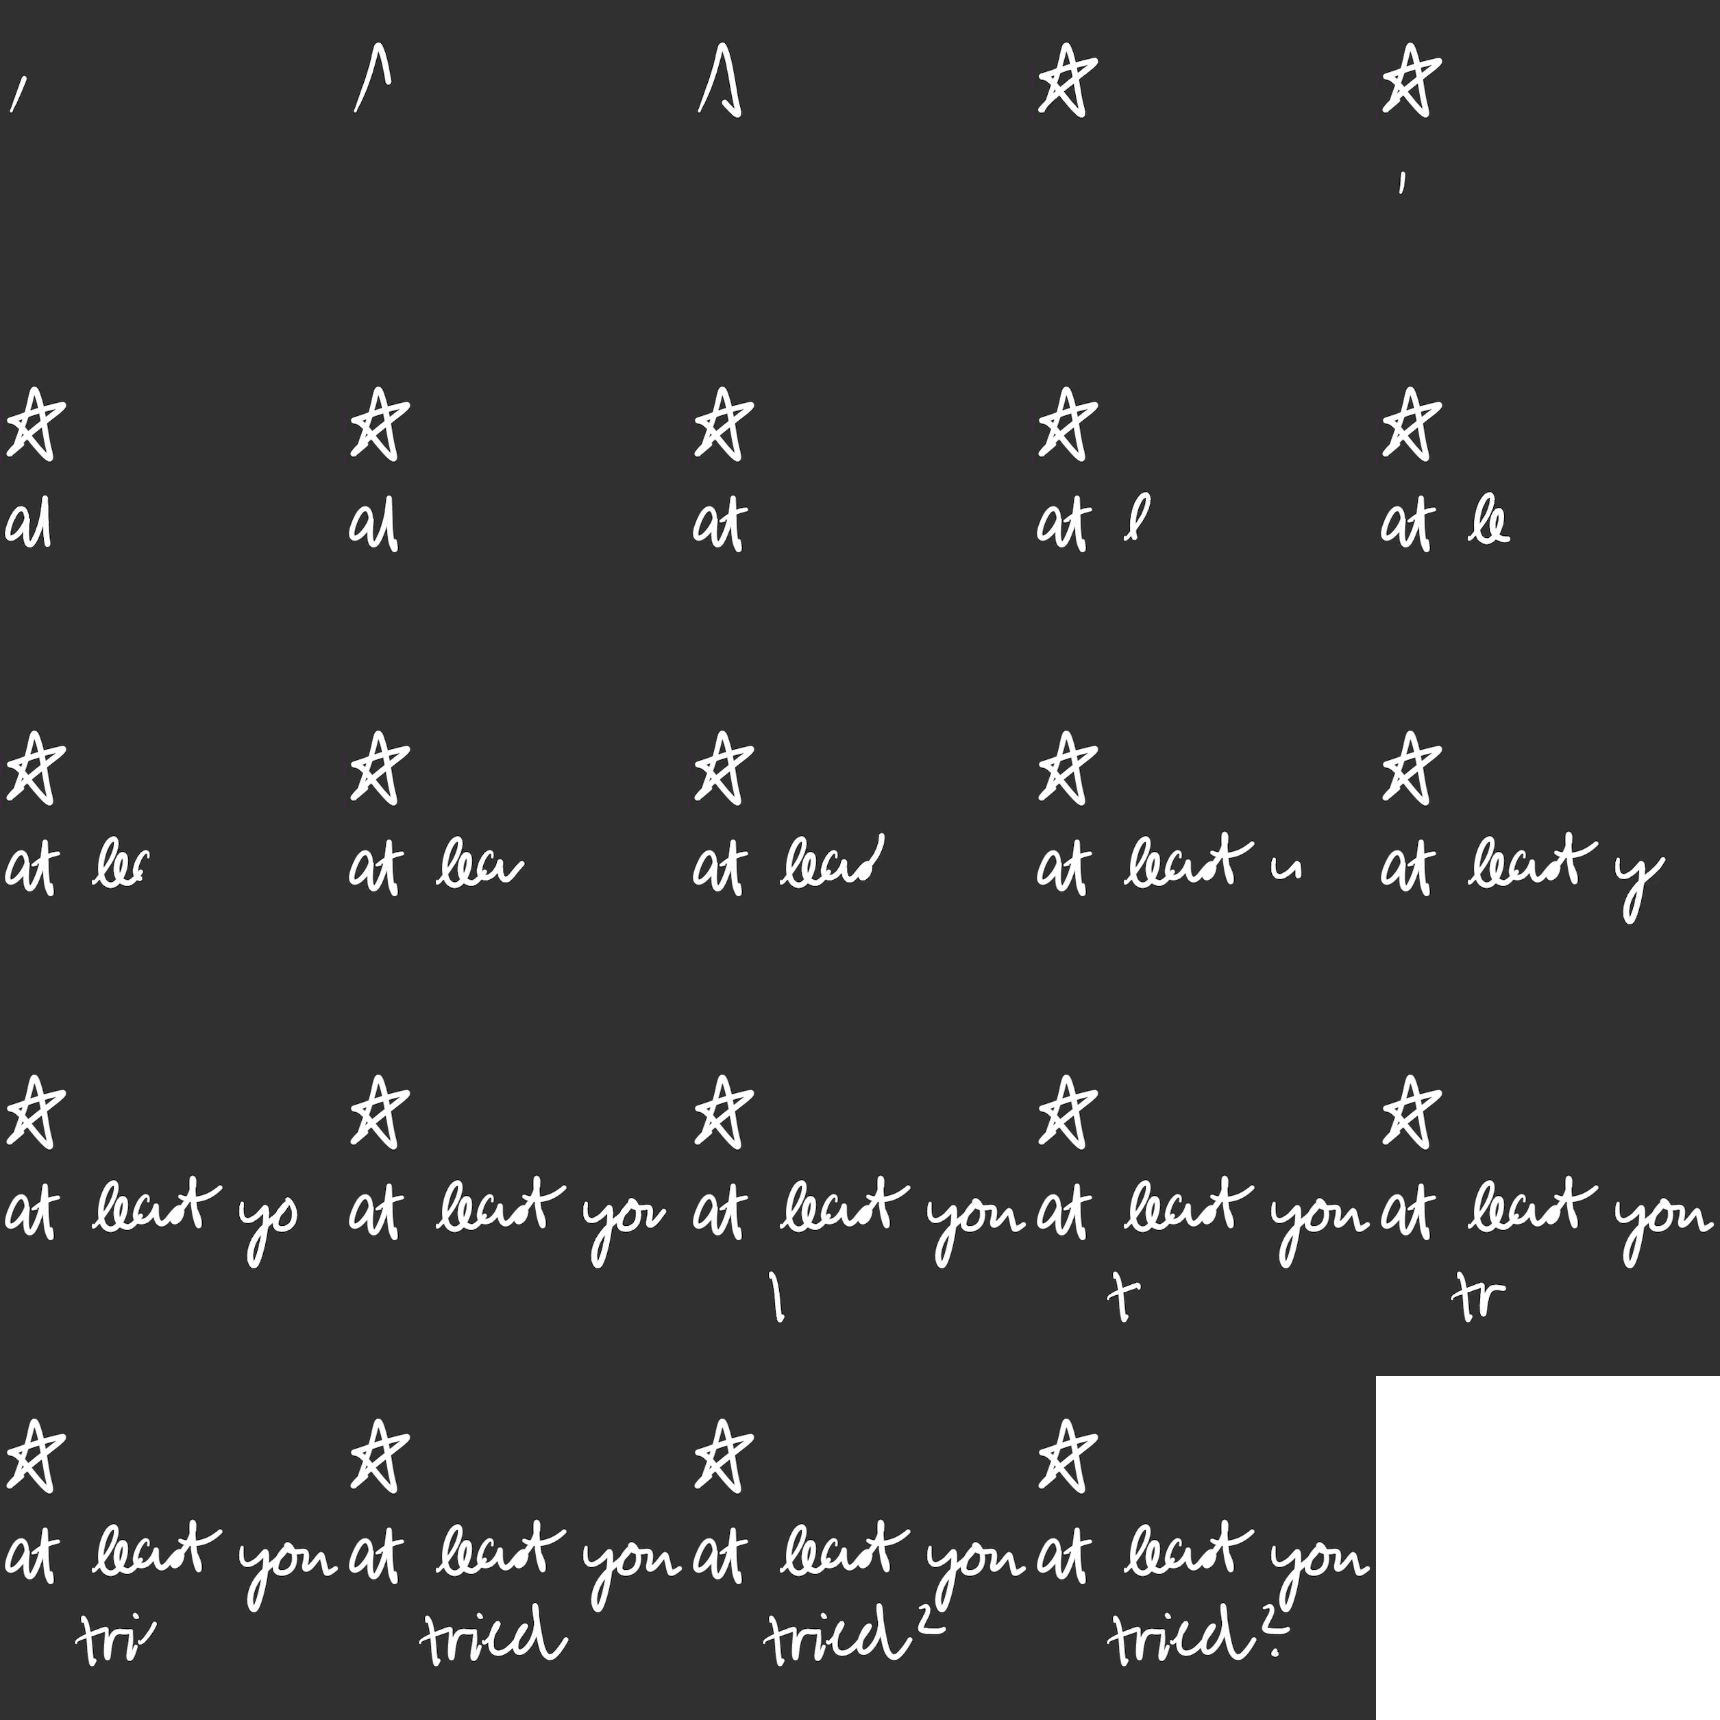 al al at at l at le
at lea at lea at leas at least at least y
at least yo at least you at least you at least you at least you
t tr
at least you at least you at least you at least you
tri tried tried? tried?